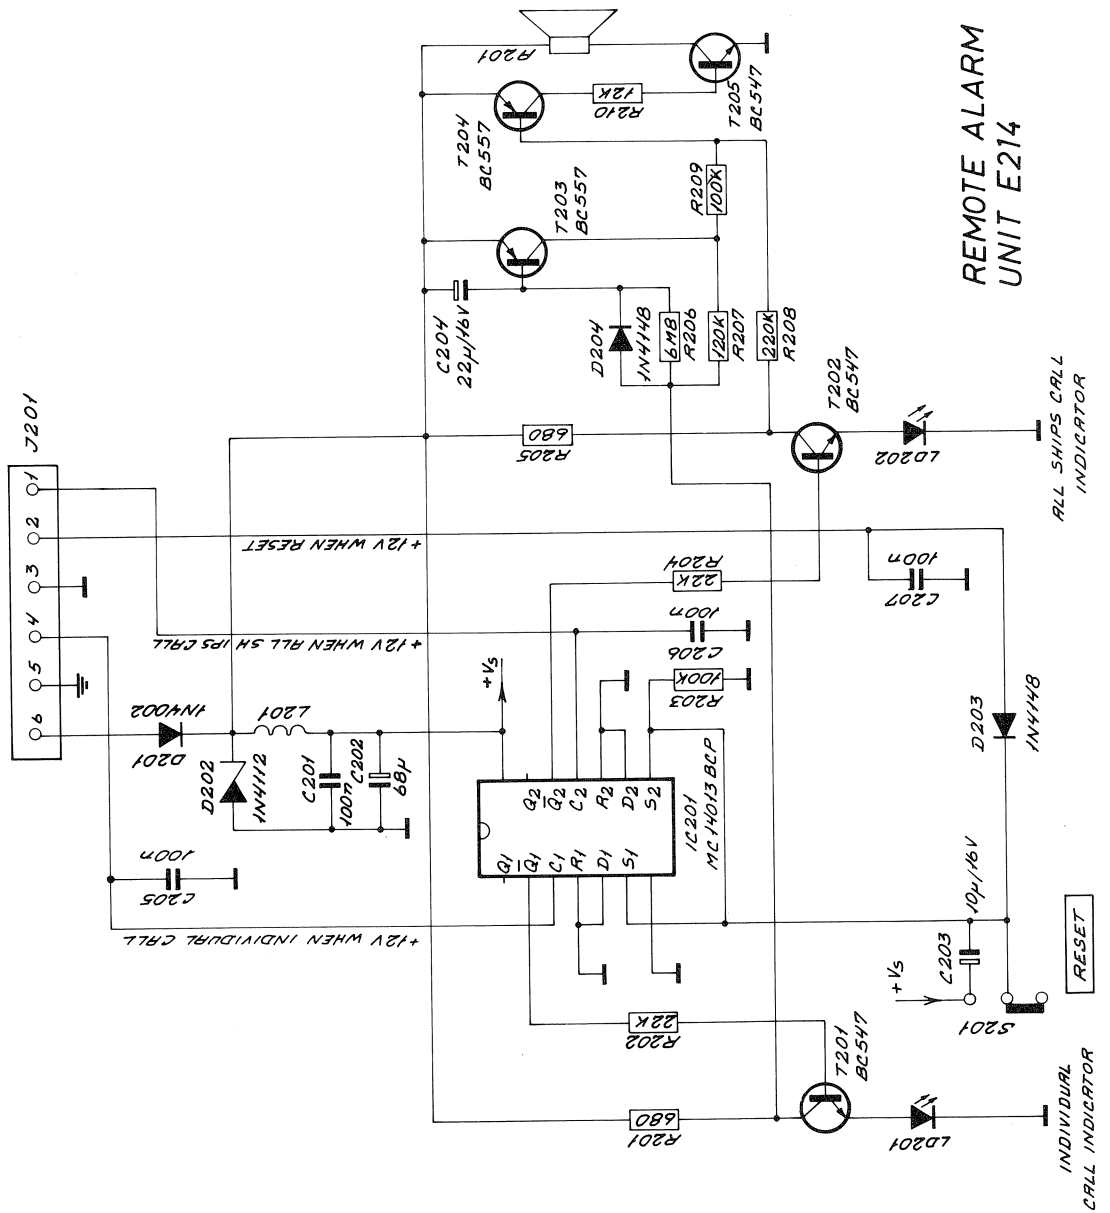 REMOTE ALARM
UNIT E214
J201
1
2
3
4
5
6
+12V WHEN RESET
+12V WHEN ALL SHIPS CALL
+12V WHEN INDIVIDUAL CALL
D201
1N4002
D202
1N4112
L201
C201
100n
C202
68µ
C205
100n
+Vs
R201
T204
BC557
T203
BC557
T205
BC547
R210
12K
R209
100K
C204
22µ/16V
D204
1N4148
6M8
R206
120K
R207
220K
R208
680
R205
T202
BC547
LD202
ALL SHIPS CALL
INDICATOR
22K
R204
C206
100n
R203
100K
C207
100n
D203
1N4148
Q2
Q̅2
C2
R2
D2
S2
Q1
Q̅1
C1
R1
D1
S1
IC201
MC14013BCP
10µ/16V
C203
+Vs
S201
RESET
22K
R202
T201
BC547
680
R201
LD201
INDIVIDUAL
CALL INDICATOR